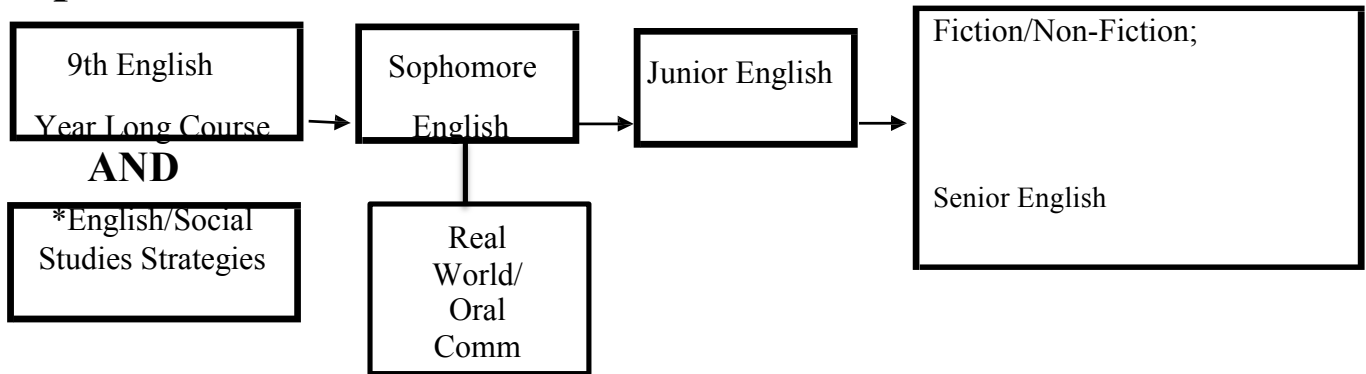 9th English
Year Long Course
AND
*English/Social
Studies Strategies
Sophomore
English
Real
World/
Oral
Comm
Junior English
Fiction/Non-Fiction;
Senior English